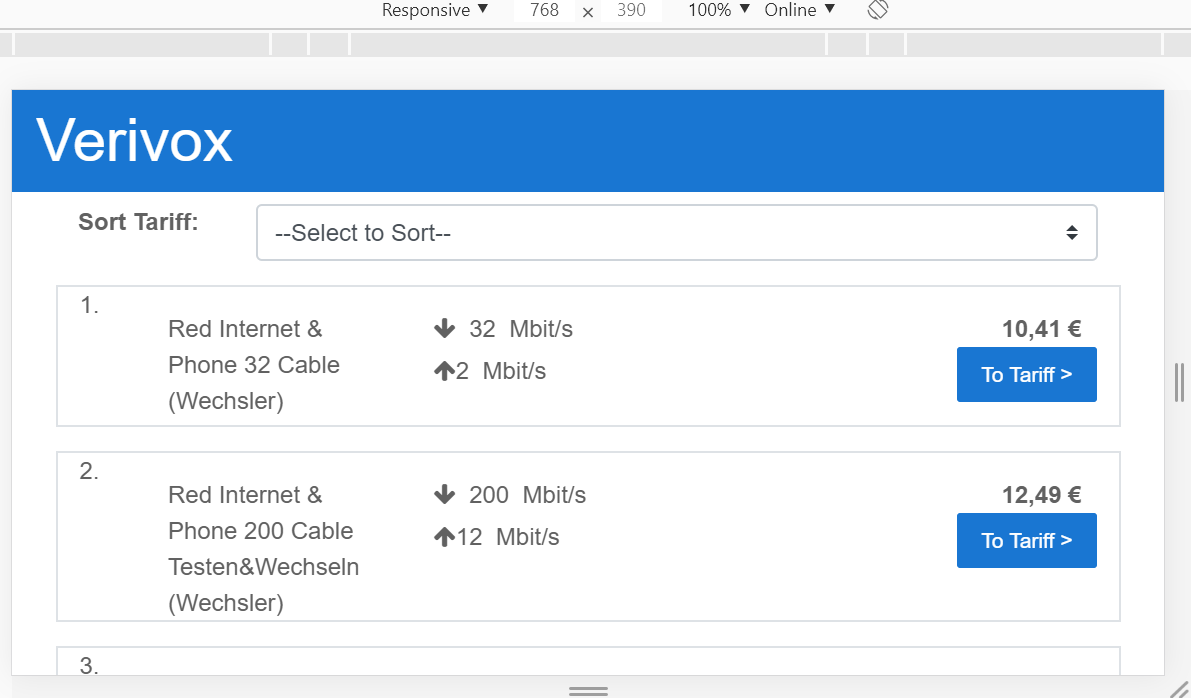 Responsive ▼ 768 × 390 100% ▼ Online ▼
Verivox
Sort Tariff: --Select to Sort--
1.
Red Internet &
Phone 32 Cable
(Wechsler)
32 Mbit/s
2 Mbit/s
10,41 €
To Tariff >
2.
Red Internet &
Phone 200 Cable
Testen&Wechseln
(Wechsler)
200 Mbit/s
12 Mbit/s
12,49 €
To Tariff >
3.